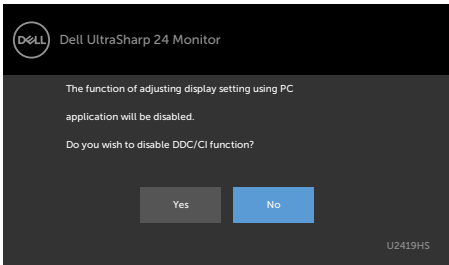 DELL Dell UltraSharp 24 Monitor
The function of adjusting display setting using PC
application will be disabled.
Do you wish to disable DDC/CI function?
Yes No
U2419HS